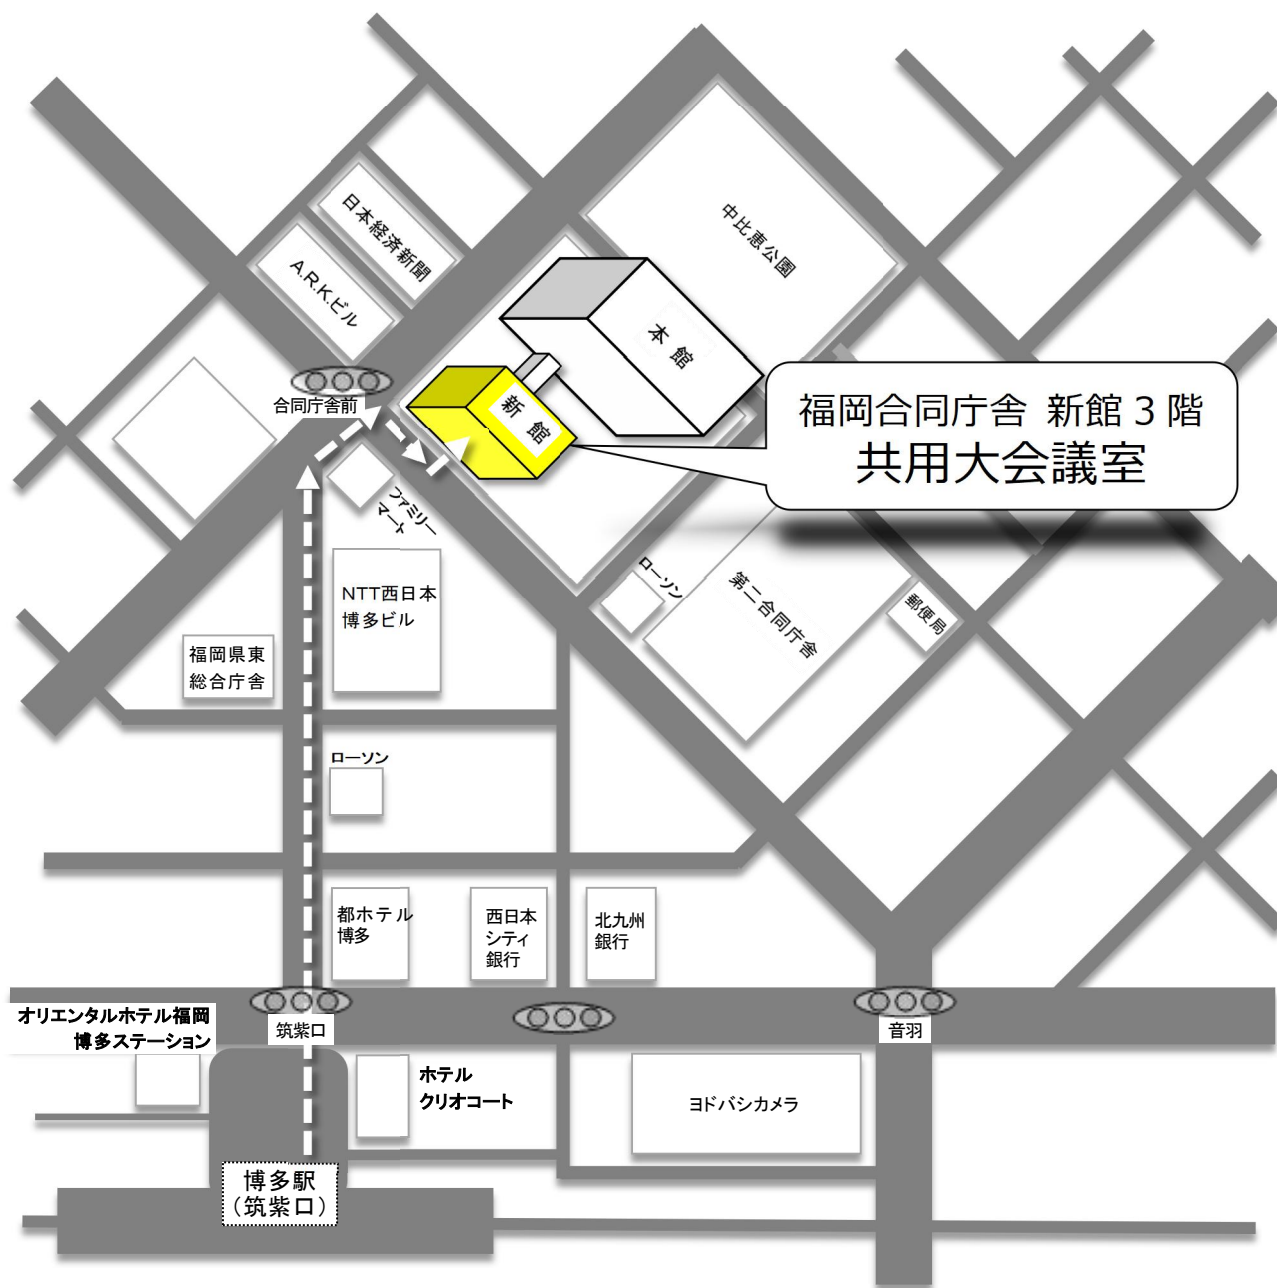 日本経済新聞
A.R.K.ビル
中比恵公園
本館
福岡合同庁舎 新館3階
共用大会議室
新館
合同庁舎前
ファミリー
マート
NTT西日本
博多ビル
ローソン
第二合同庁舎
郵便局
福岡県東
総合庁舎
ローソン
都ホテル
博多
西日本
シティ
銀行
北九州
銀行
オリエンタルホテル福岡
博多ステーション
筑紫口
音羽
ホテル
クリオコート
ヨドバシカメラ
博多駅
（筑紫口）